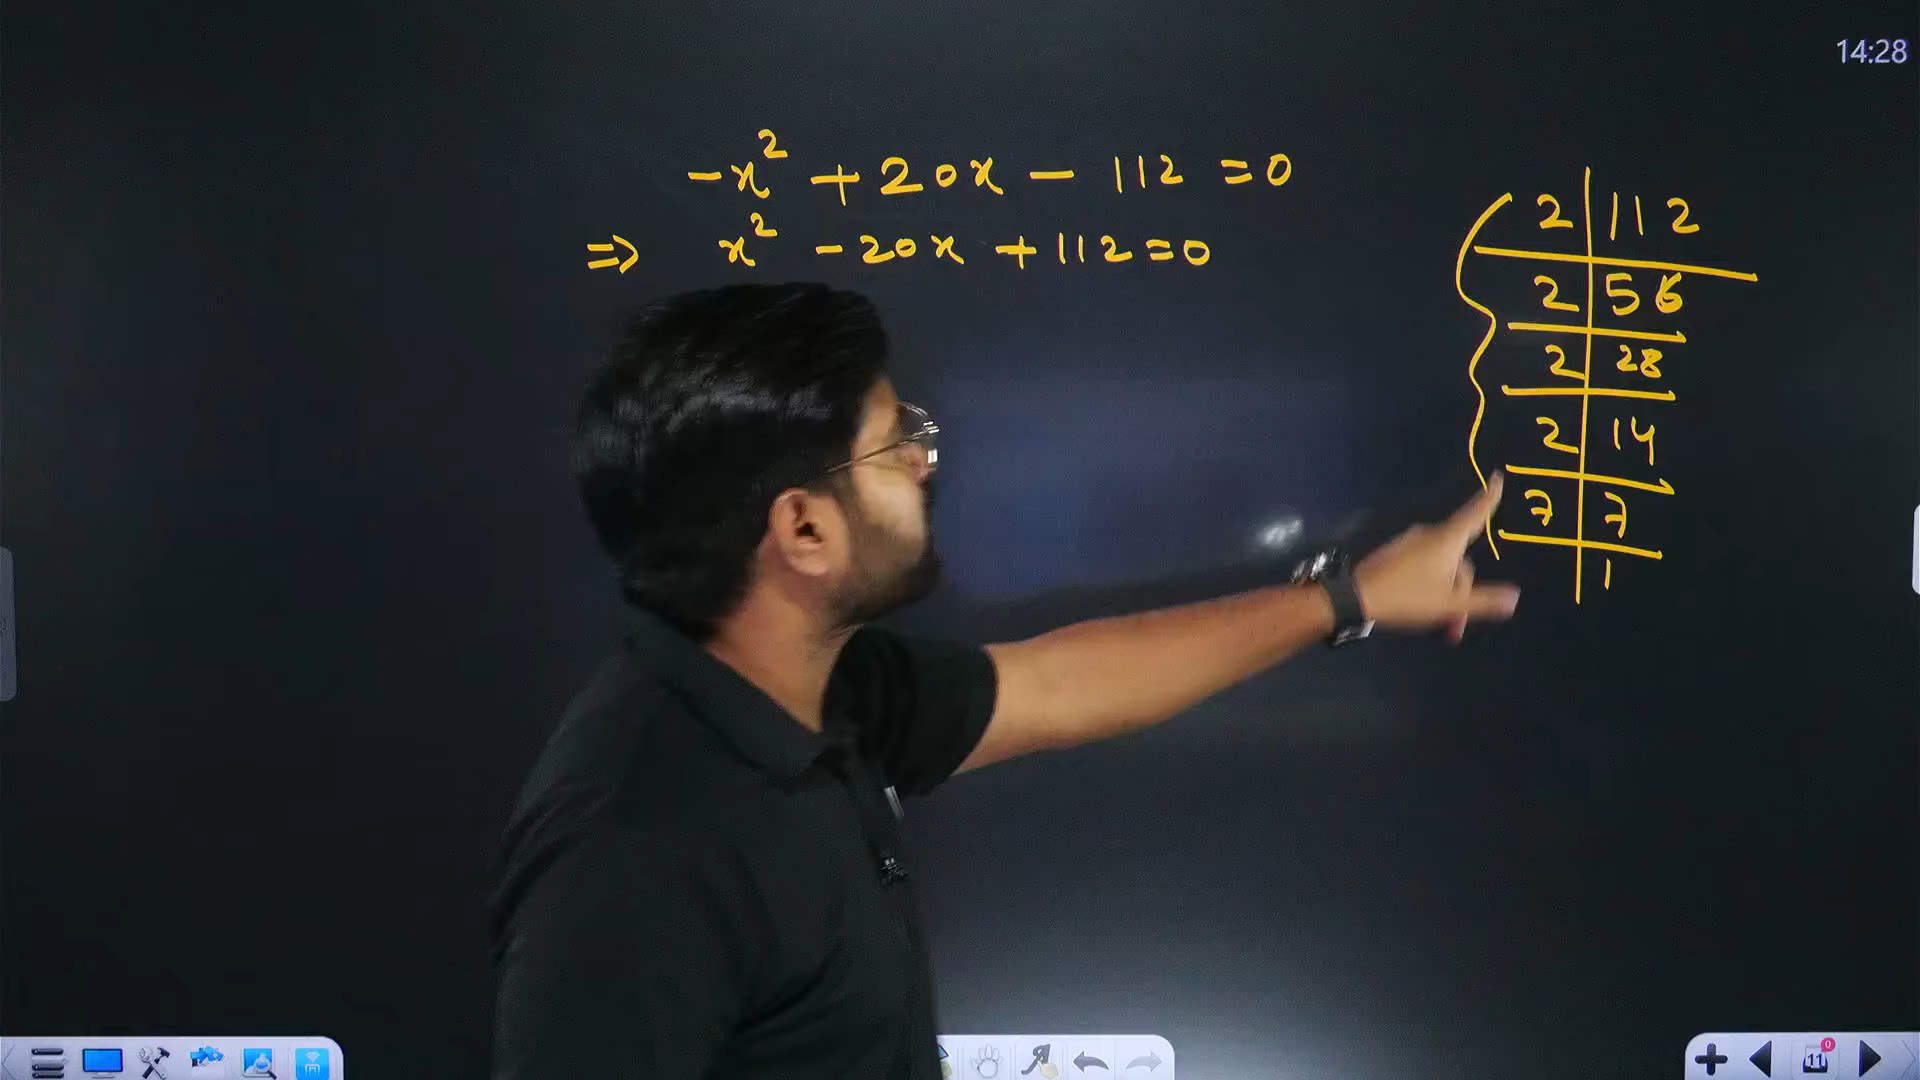 14:28
-x² + 20x - 112 = 0
⇒ x² - 20x + 112 = 0
2 | 112
2 | 56
2 | 28
2 | 14
7 | 7
1
11
0